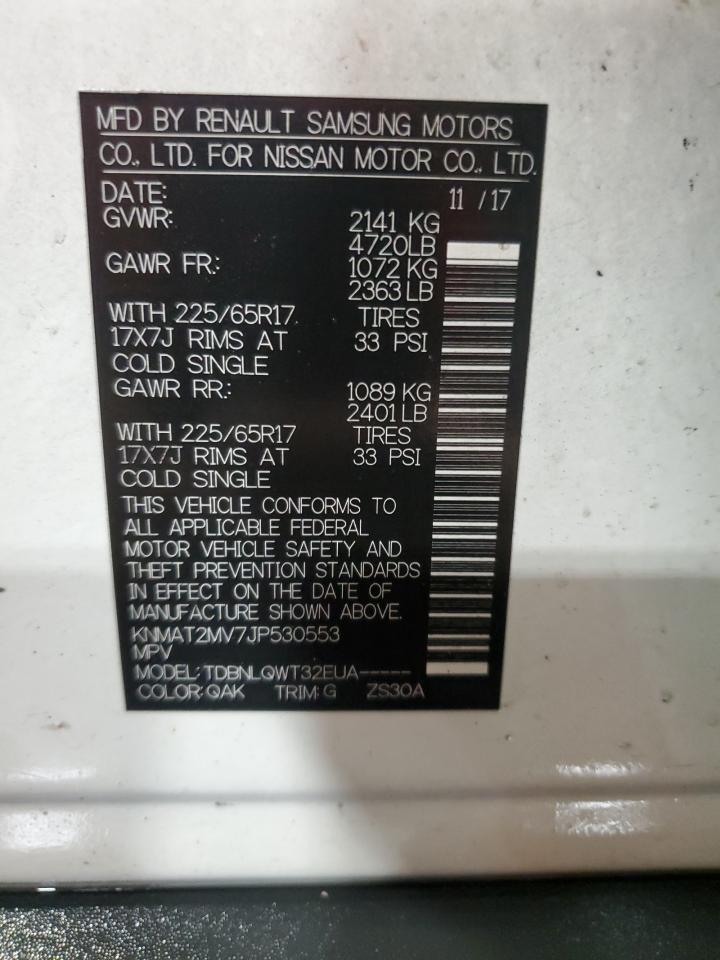 MFD BY RENAULT SAMSUNG MOTORS
CO., LTD. FOR NISSAN MOTOR CO., LTD.
DATE: 11 / 17
GVWR: 2141 KG
4720LB
GAWR FR: 1072 KG
2363 LB
WITH 225/65R17 TIRES
17X7J RIMS AT 33 PSI
COLD SINGLE
GAWR RR: 1089 KG
2401 LB
WITH 225/65R17 TIRES
17X7J RIMS AT 33 PSI
COLD SINGLE
THIS VEHICLE CONFORMS TO
ALL APPLICABLE FEDERAL
MOTOR VEHICLE SAFETY AND
THEFT PREVENTION STANDARDS
IN EFFECT ON THE DATE OF
MANUFACTURE SHOWN ABOVE.
KNMAT2MV7JP530553
MPV
MODEL: TDBNLQWT32EUA-----
COLOR: QAK TRIM: G ZS30A